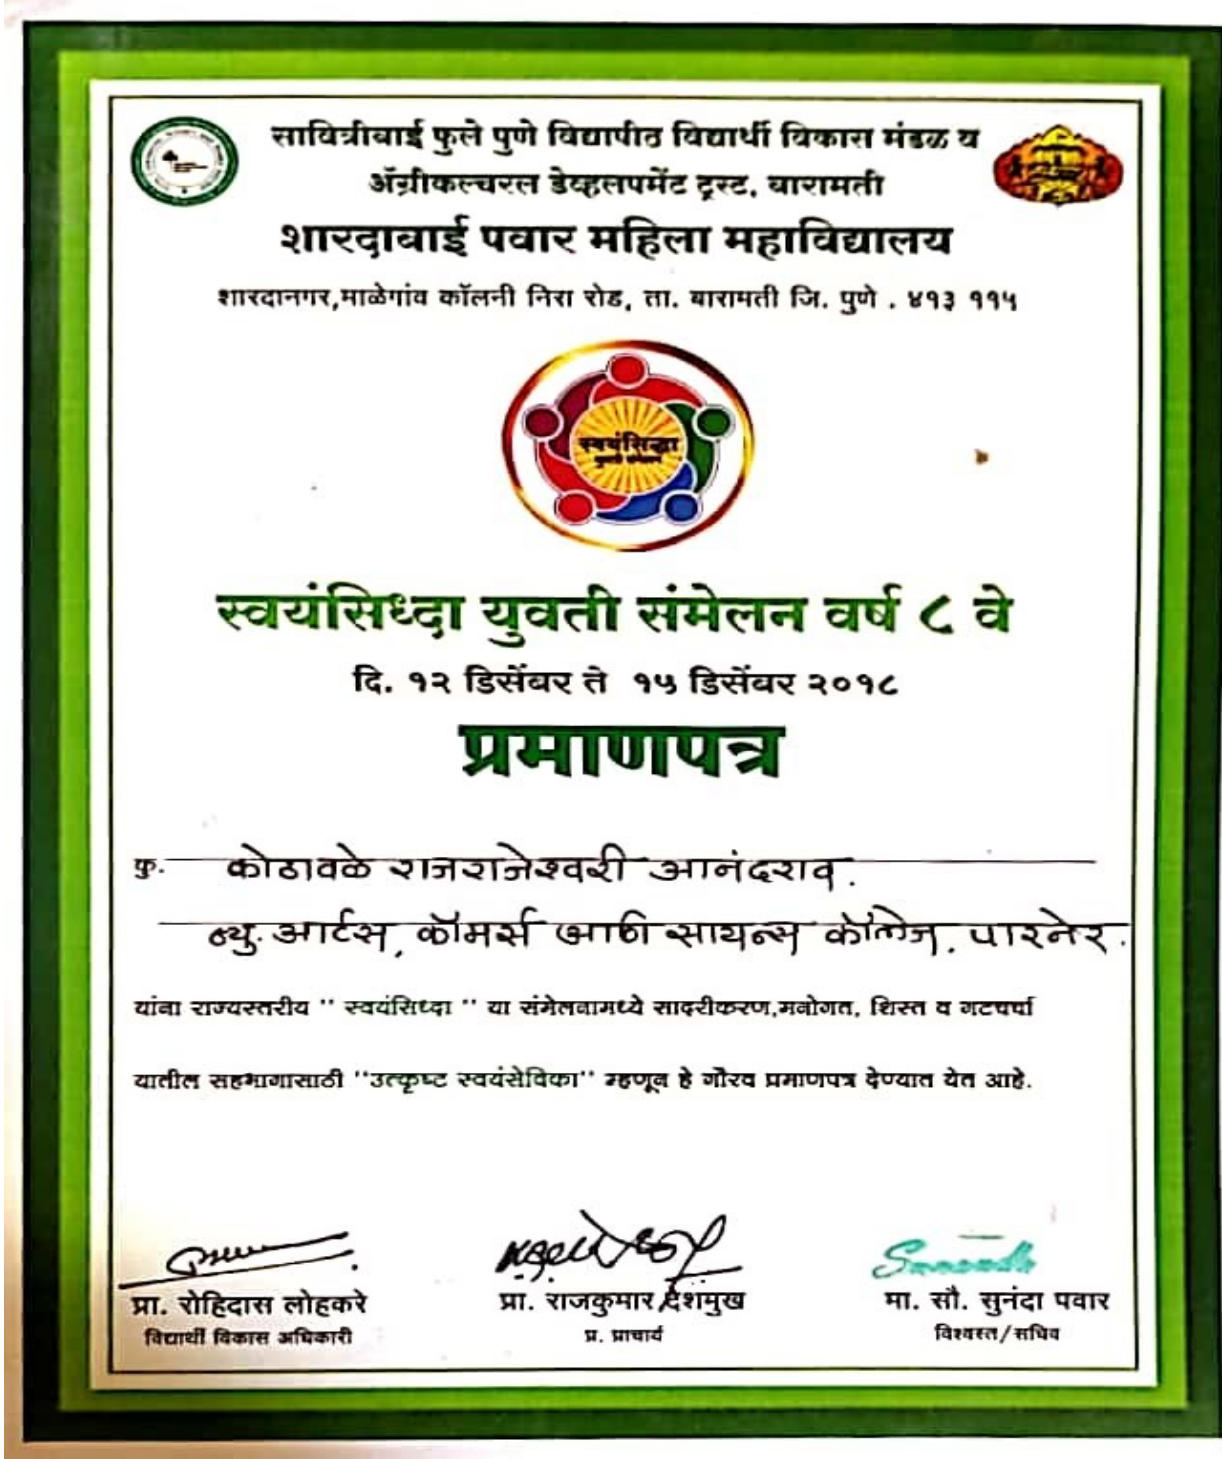 सावित्रीबाई फुले पुणे विद्यापीठ विद्यार्थी विकास मंडळ व
ॲग्रीकल्चरल डेव्हलपमेंट ट्रस्ट, बारामती
शारदाबाई पवार महिला महाविद्यालय
शारदानगर,माळेगांव कॉलनी निरा रोड, ता. बारामती जि. पुणे . ४१३ ११५
स्वयंसिद्धा
युवती संमेलन
स्वयंसिध्दा युवती संमेलन वर्ष ८ वे
दि. १२ डिसेंबर ते १५ डिसेंबर २०१८
प्रमाणपत्र
कु. कोठावळे राजराजेश्वरी आनंदराव.
न्यु. आर्टस, कॉमर्स आणि सायन्स कॉलेज, पारनेर.
यांना राज्यस्तरीय '' स्वयंसिध्दा '' या संमेलनामध्ये सादरीकरण,मनोगत, शिस्त व गटचर्चा
यातील सहभागासाठी ''उत्कृष्ट स्वयंसेविका'' म्हणून हे गौरव प्रमाणपत्र देण्यात येत आहे.
प्रा. रोहिदास लोहकरे
विद्यार्थी विकास अधिकारी
प्रा. राजकुमार देशमुख
प्र. प्राचार्य
मा. सौ. सुनंदा पवार
विश्वस्त/सचिव